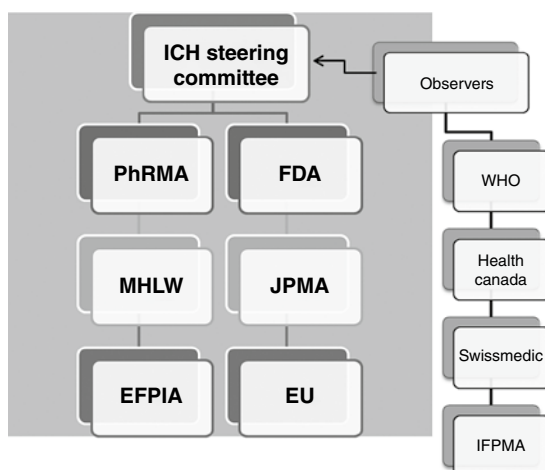 ICH steering
committee
Observers
PhRMA
FDA
WHO
MHLW
JPMA
Health
canada
EFPIA
EU
Swissmedic
IFPMA